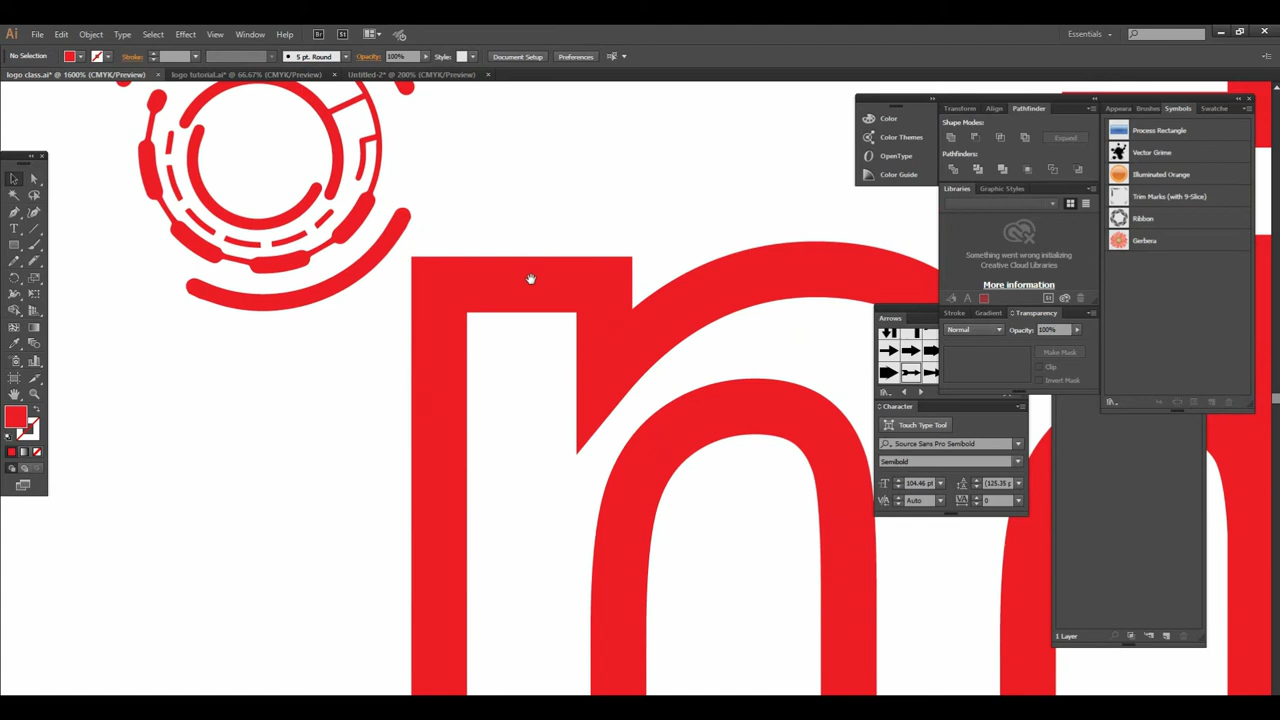 Ai File Edit Object Type Select Effect View Window Help Br St Essentials
No Selection Stroke: 5 pt. Round Opacity: 100% Style: Document Setup Preferences
logo class.ai* @ 1600% (CMYK/Preview) × logo tutorial.ai* @ 66.67% (CMYK/Preview) × Untitled-2* @ 200% (CMYK/Preview) ×
Color
Color Themes
OpenType
Color Guide
Transform Align Pathfinder
Shape Modes:
Expand
Pathfinders:
Libraries Graphic Styles
Something went wrong initializing
Creative Cloud Libraries
More information
St
Stroke Gradient Transparency
Normal Opacity: 100%
Make Mask
Clip
Invert Mask
Appeara Brushes Symbols Swatche
Process Rectangle
Vector Grime
Illuminated Orange
Trim Marks (with 9-Slice)
Ribbon
Gerbera
Arrows
Character
Touch Type Tool
Source Sans Pro Semibold
Semibold
104.46 pt (125.35 p
Auto 0
1 Layer
n